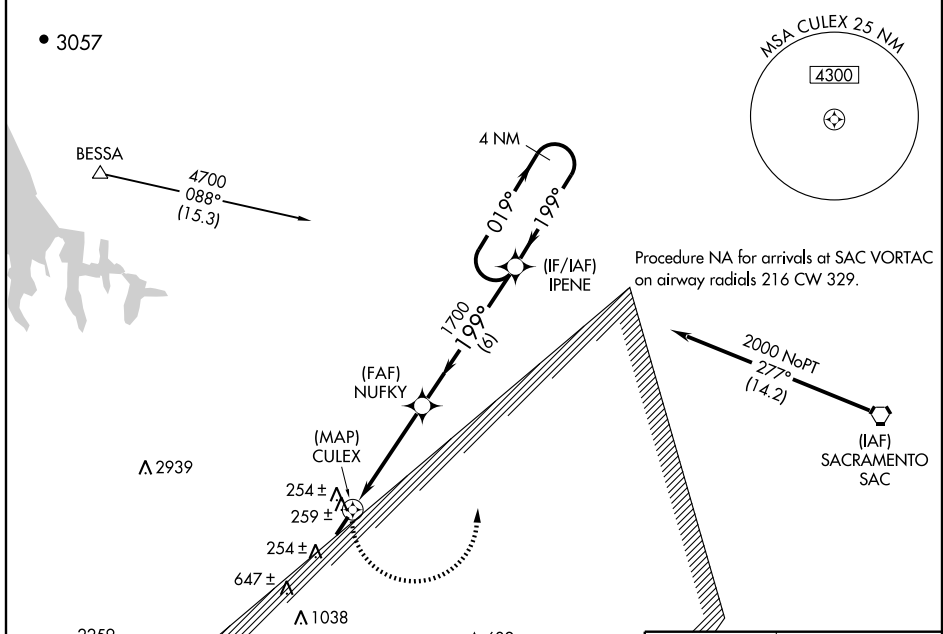 3057
MSA CULEX 25 NM
4300
4 NM
BESSA
4700
088°
(15.3)
019°
199°
(IF/IAF)
IPENE
Procedure NA for arrivals at SAC VORTAC
on airway radials 216 CW 329.
1700
199°
(6)
2000 NoPT
277°
(14.2)
(FAF)
NUFKY
(IAF)
SACRAMENTO
SAC
(MAP)
CULEX
2939
254 ±
259 ±
254 ±
647 ±
1038